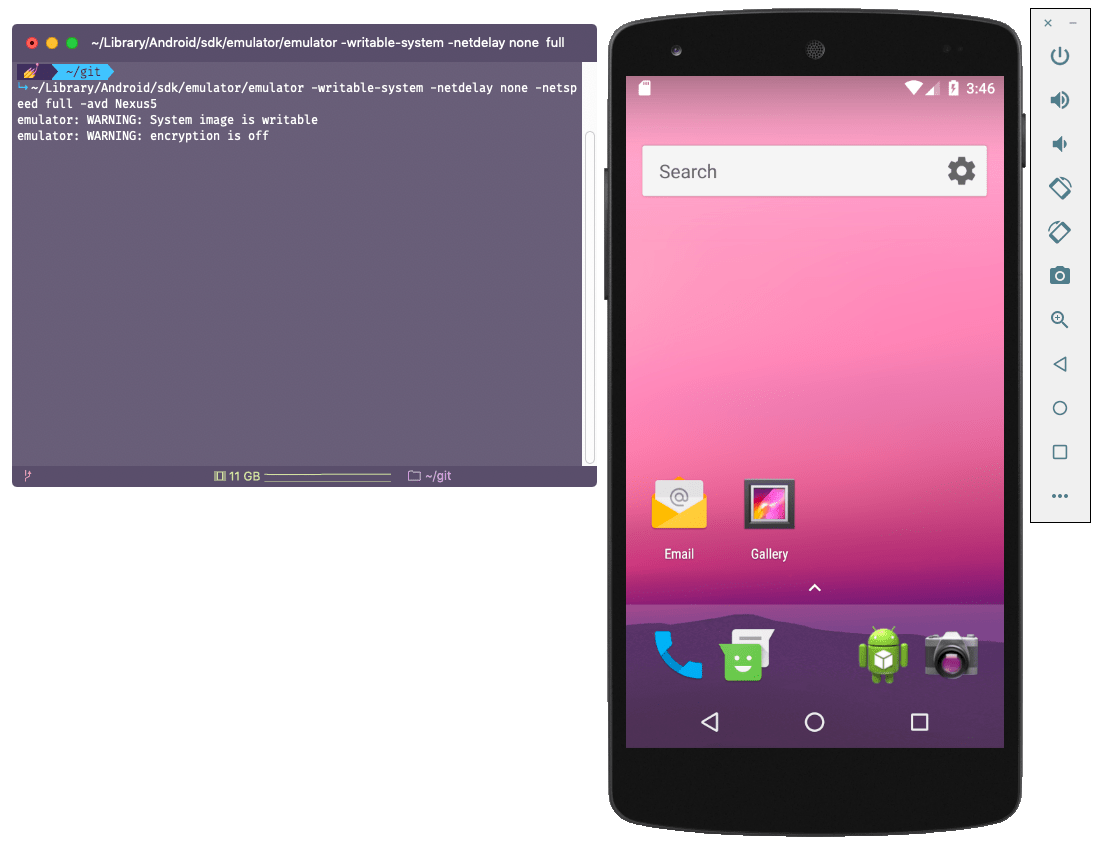 ~/Library/Android/sdk/emulator/emulator -writable-system -netdelay none  full
~/git
~/Library/Android/sdk/emulator/emulator -writable-system -netdelay none -netsp
eed full -avd Nexus5
emulator: WARNING: System image is writable
emulator: WARNING: encryption is off
11 GB
~/git
3:46
Search
@
Email
Gallery